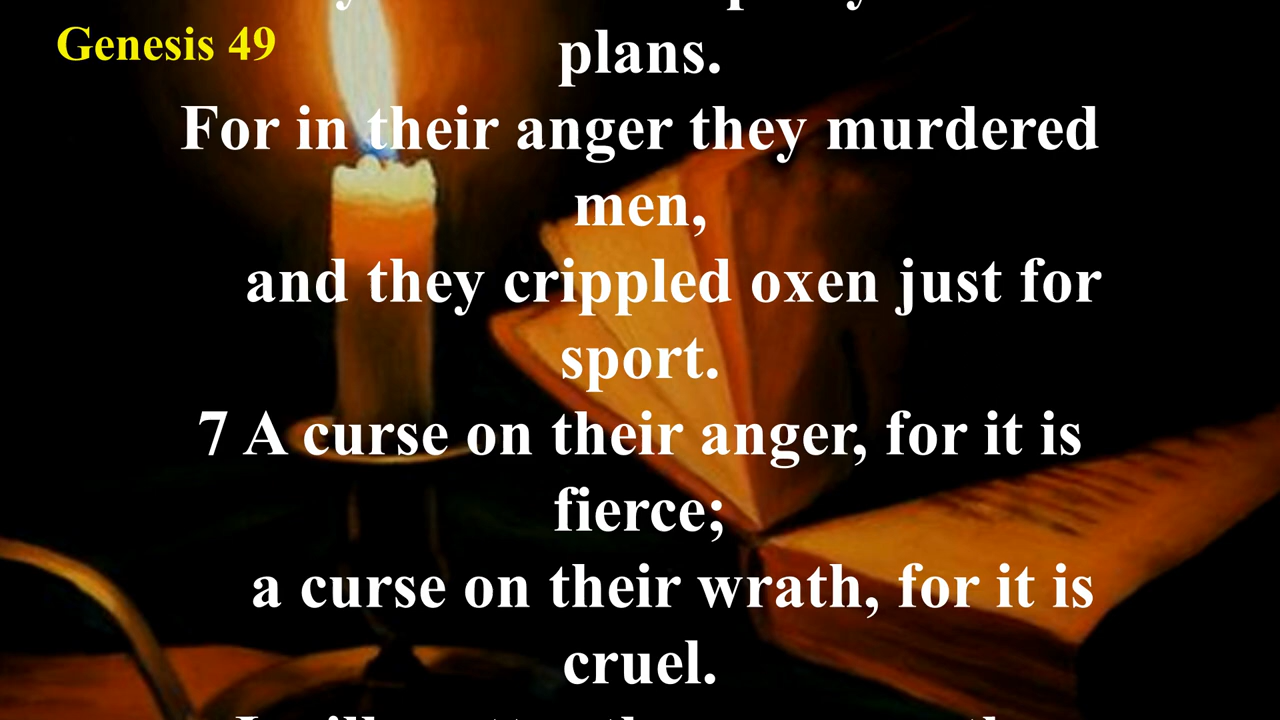 Genesis 49
plans.
For in their anger they murdered
men,
and they crippled oxen just for
sport.
7 A curse on their anger, for it is
fierce;
a curse on their wrath, for it is
cruel.